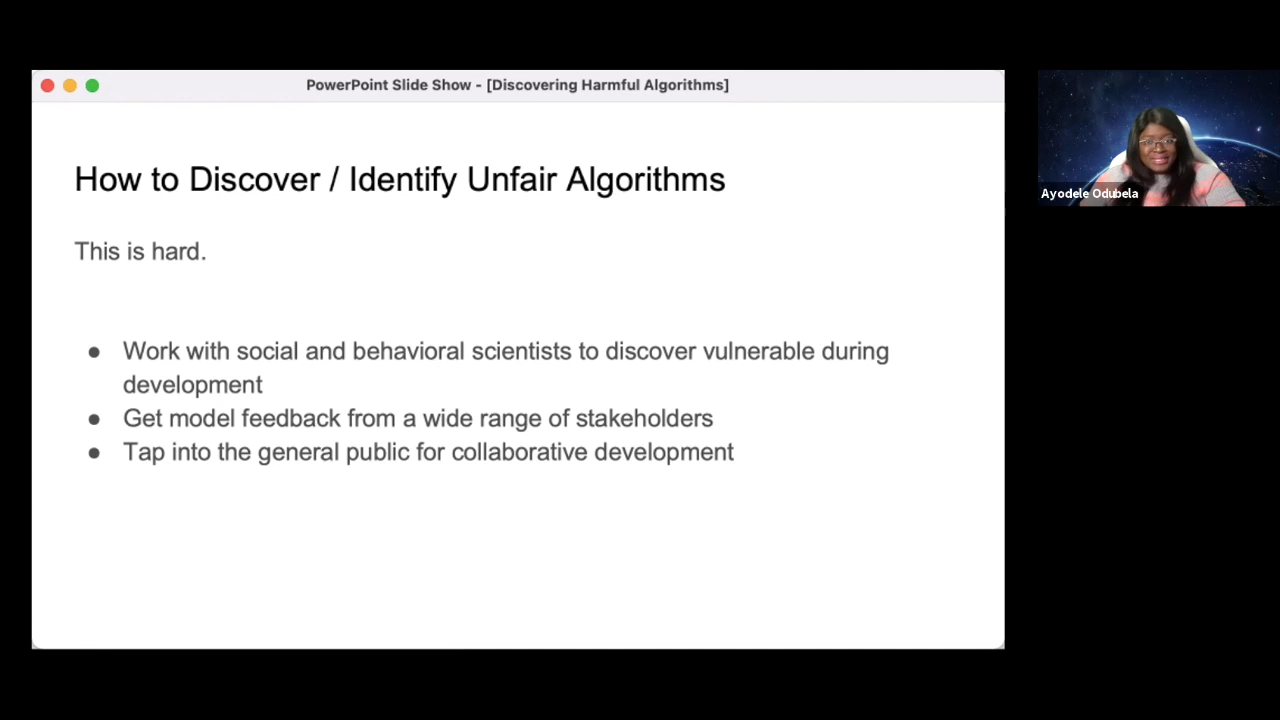 PowerPoint Slide Show - [Discovering Harmful Algorithms]
How to Discover / Identify Unfair Algorithms
This is hard.
● Work with social and behavioral scientists to discover vulnerable during
development
● Get model feedback from a wide range of stakeholders
● Tap into the general public for collaborative development
Ayodele Odubela